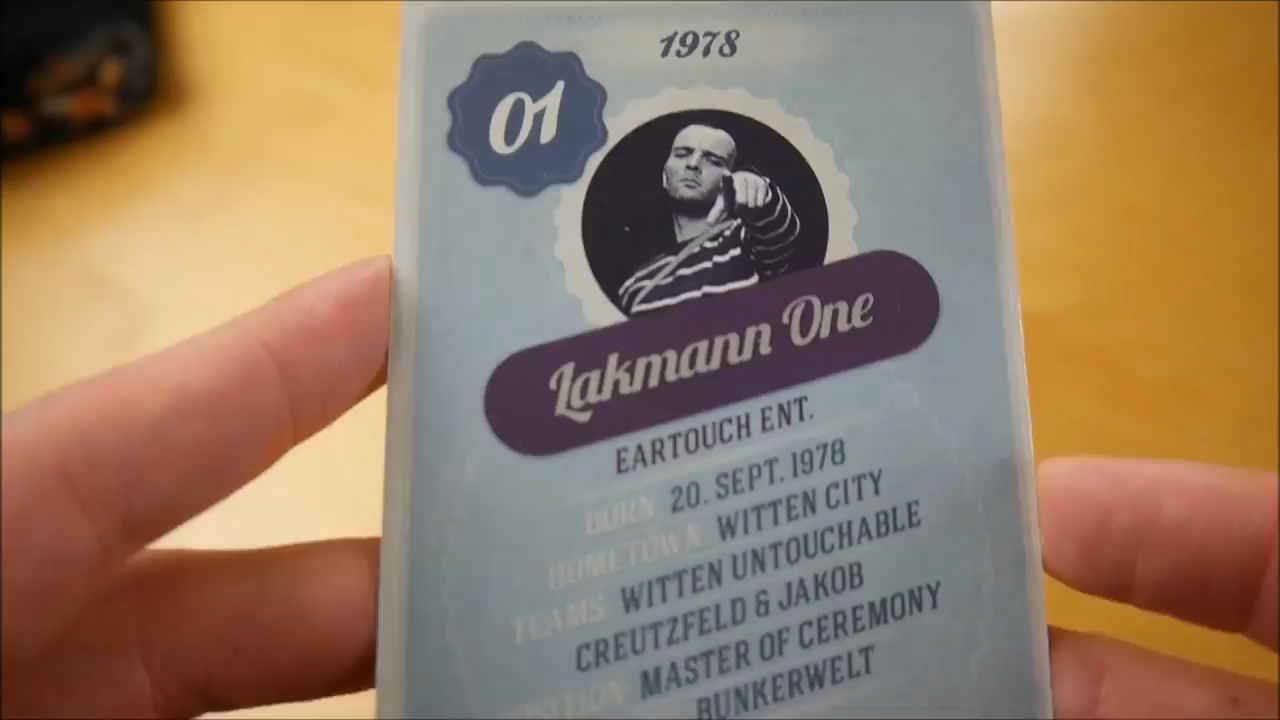 1978
01
Lakmann One
EARTOUCH ENT.
BORN 20. SEPT. 1978
HOMETOWN WITTEN CITY
TEAMS WITTEN UNTOUCHABLE
CREUTZFELD & JAKOB
POSITION MASTER OF CEREMONY
BUNKERWELT